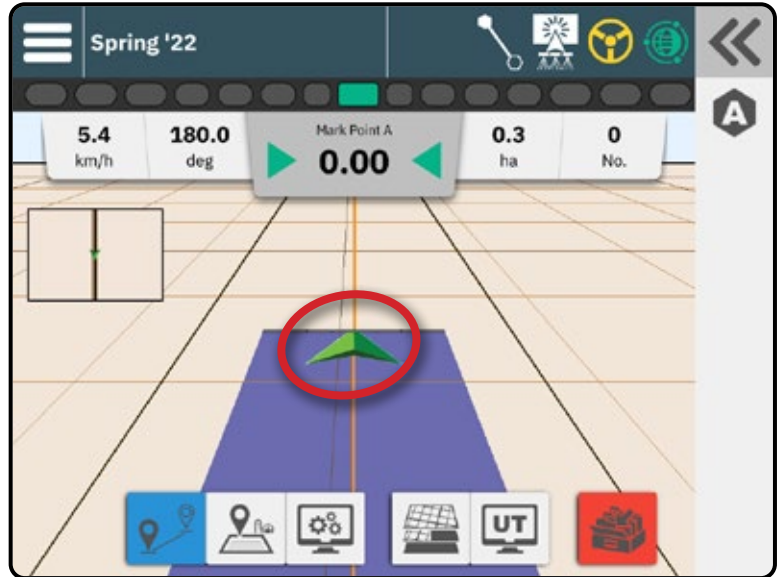 Spring '22
A
Mark Point A
5.4 180.0 0.00 0.3 0
km/h deg ha No.
UT